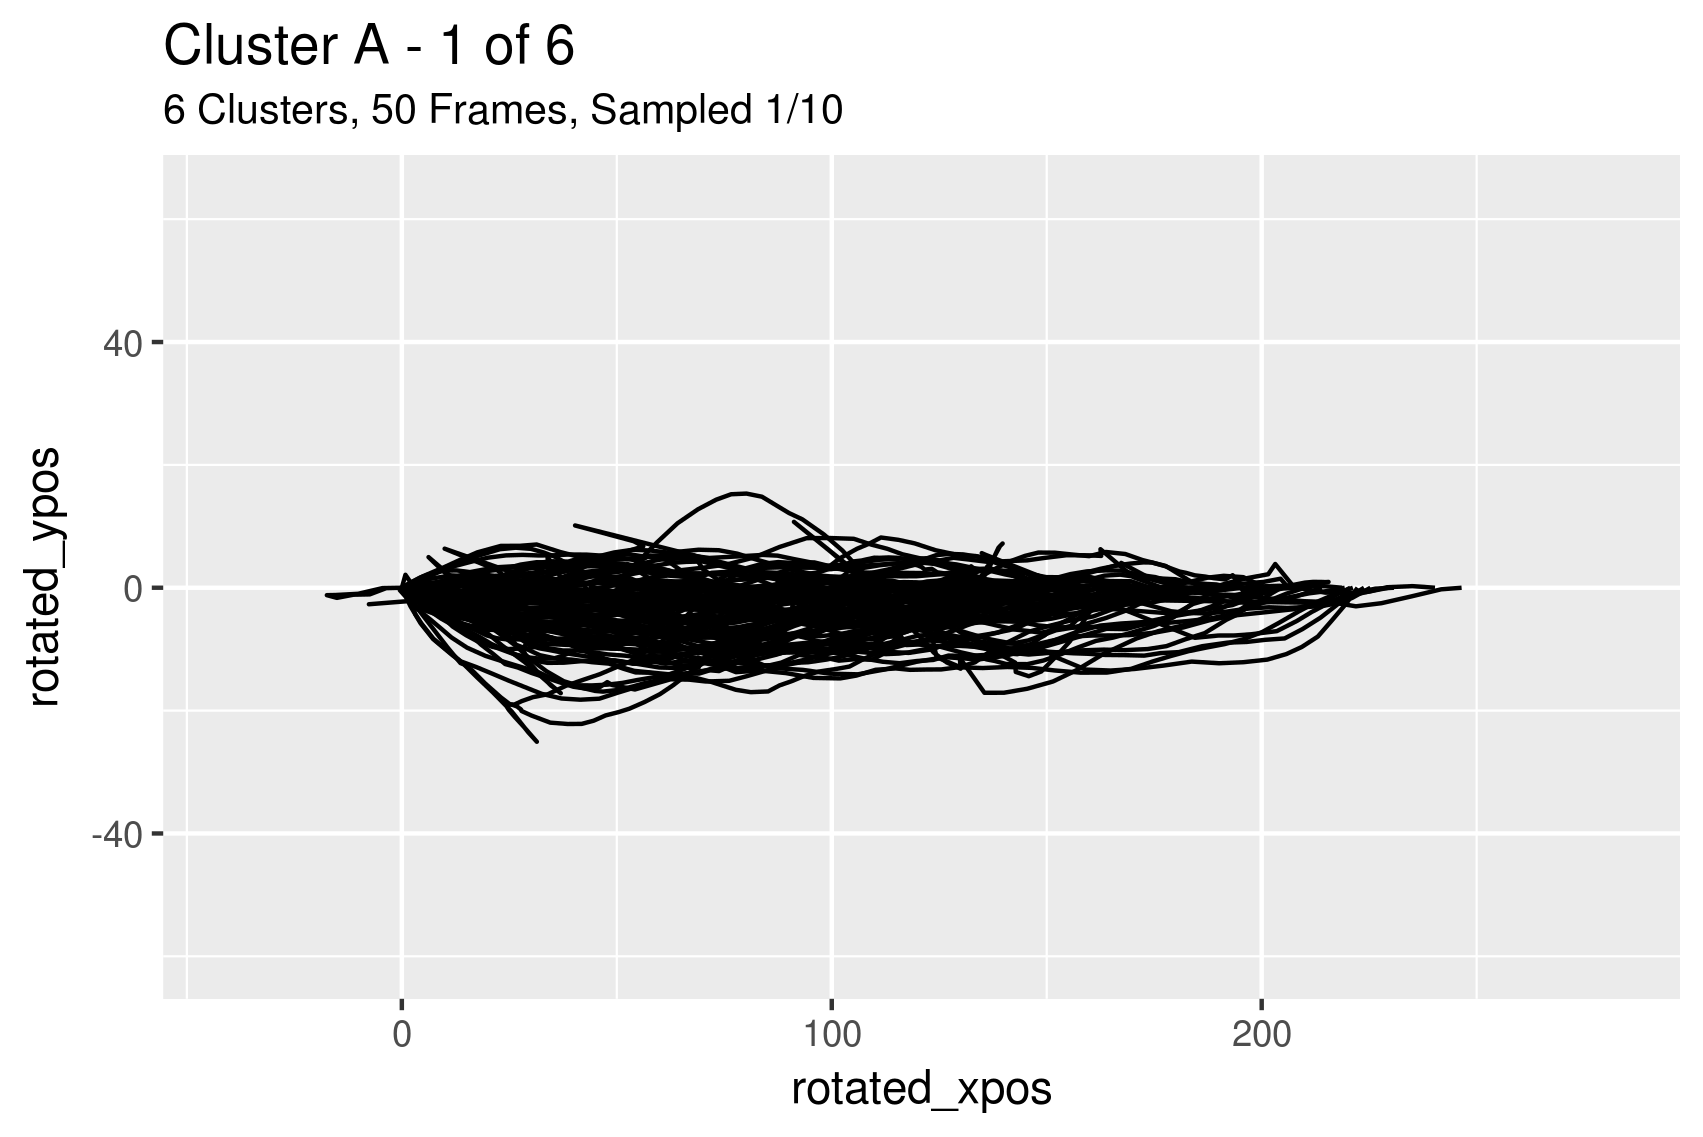 Cluster A - 1 of 6
6 Clusters, 50 Frames, Sampled 1/10
rotated_ypos
40
0
-40
0
100
200
rotated_xpos